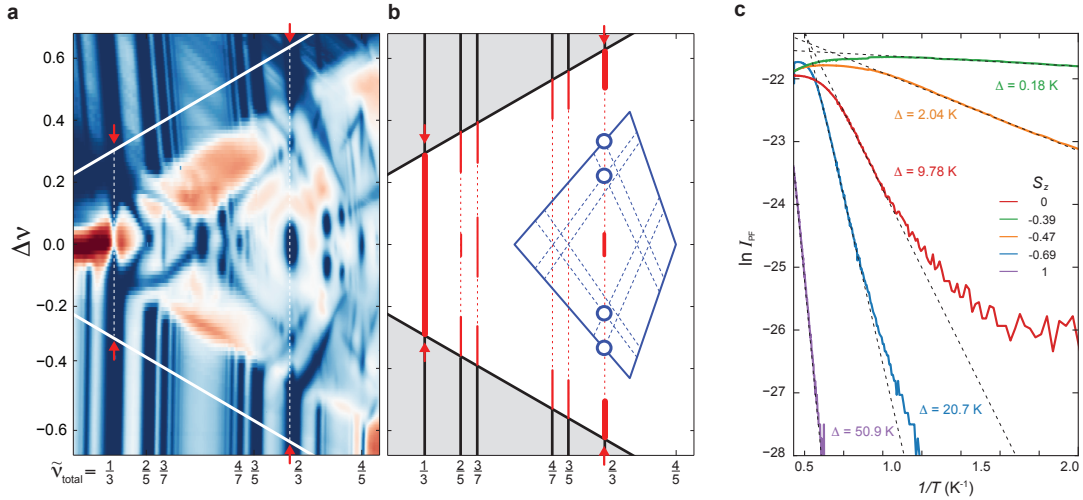 a
b
c
Δν
0.6
0.4
0.2
0.0
−0.2
−0.4
−0.6
ν̃total=
1/3
2/5
3/7
4/7
3/5
2/3
4/5
1/3
2/5
3/7
4/7
3/5
2/3
4/5
ln IPF
−22
−23
−24
−25
−26
−27
−28
Δ = 0.18 K
Δ = 2.04 K
Δ = 9.78 K
Sz
0
-0.39
-0.47
-0.69
1
Δ = 20.7 K
Δ = 50.9 K
0.5
1.0
1.5
2.0
1/T (K⁻¹)